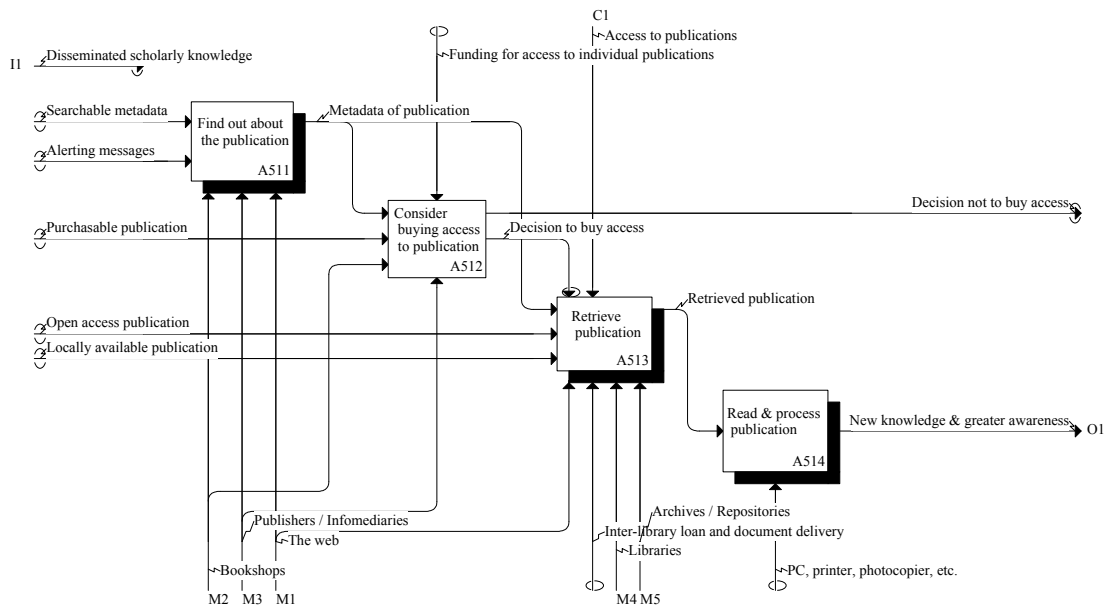 C1
Access to publications
Funding for access to individual publications
Disseminated scholarly knowledge
I1
Searchable metadata
Find out about
the publication
A511
Metadata of publication
Alerting messages
Consider
buying access
to publication
A512
Decision not to buy access
Purchasable publication
Decision to buy access
Retrieve
publication
A513
Retrieved publication
Open access publication
Locally available publication
Read & process
publication
A514
New knowledge & greater awareness
O1
Archives / Repositories
Publishers / Infomediaries
Inter-library loan and document delivery
The web
Libraries
Bookshops
PC, printer, photocopier, etc.
M2
M3
M1
M4
M5